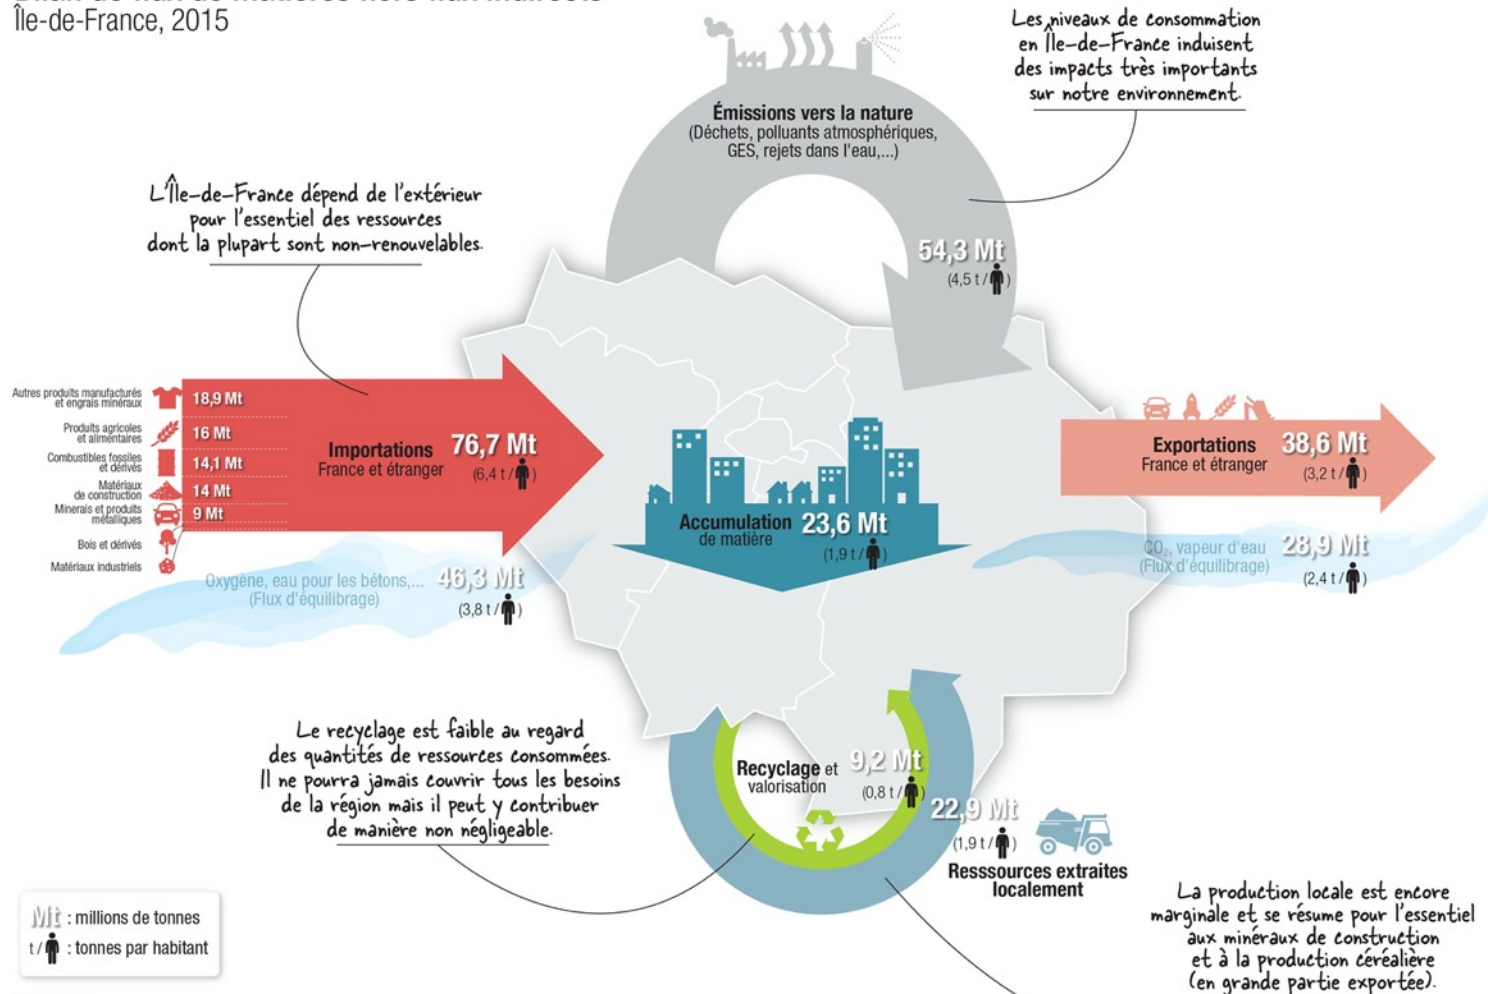 Île-de-France, 2015
Les niveaux de consommation
en Île-de-France induisent
des impacts très importants
sur notre environnement.
Émissions vers la nature
(Déchets, polluants atmosphériques,
GES, rejets dans l'eau,...)
54,3 Mt
(4,5 t/ )
L'Île-de-France dépend de l'extérieur
pour l'essentiel des ressources
dont la plupart sont non-renouvelables.
Autres produits manufacturés
et engrais minéraux
18,9 Mt
Produits agricoles
et alimentaires
16 Mt
Combustibles fossiles
et dérivés
14,1 Mt
Matériaux
de construction
14 Mt
Minerais et produits
métalliques
9 Mt
Bois et dérivés
Matériaux industriels
Importations
France et étranger
76,7 Mt
(6,4 t/ )
Oxygène, eau pour les bétons,...
(Flux d'équilibrage)
46,3 Mt
(3,8 t/ )
Accumulation
de matière
23,6 Mt
(1,9 t/ )
Exportations
France et étranger
38,6 Mt
(3,2 t/ )
CO₂, vapeur d'eau
(Flux d'équilibrage)
28,9 Mt
(2,4 t/ )
Le recyclage est faible au regard
des quantités de ressources consommées.
Il ne pourra jamais couvrir tous les besoins
de la région mais il peut y contribuer
de manière non négligeable.
Recyclage et
valorisation
9,2 Mt
(0,8 t/ )
22,9 Mt
(1,9 t/ )
Resssources extraites
localement
La production locale est encore
marginale et se résume pour l'essentiel
aux minéraux de construction
et à la production céréalière
(en grande partie exportée).
Mt : millions de tonnes
t/ : tonnes par habitant